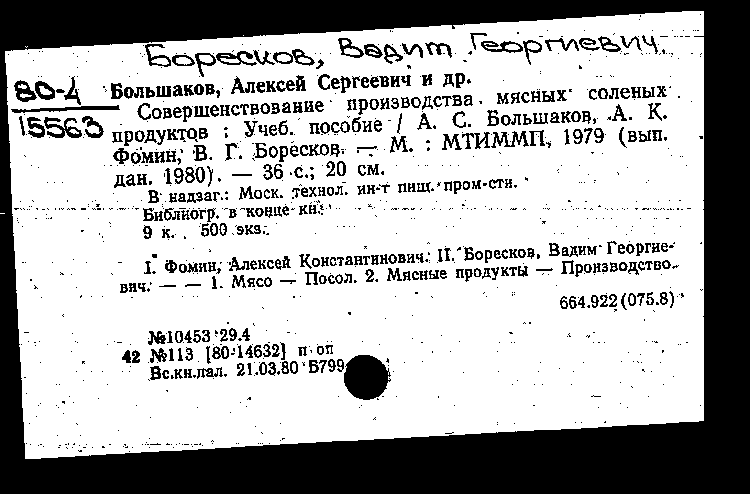 Боресков, Вадим Георгиевич.
80-4
15563
Большаков, Алексей Сергеевич и др.
Совершенствование производства мясных соленых
продуктов : Учеб. пособие / А. С. Большаков, А. К.
Фомин, В. Г. Боресков. — М. : МТИММП, 1979 (вып.
дан. 1980). — 36 с.; 20 см.
В надзаг.: Моск. технол. ин-т пищ. пром-сти.
Библиогр. в конце кн.
9 к. 500 экз.
I. Фомин, Алексей Константинович. II. Боресков, Вадим Георгие-
вич. — — 1. Мясо — Посол. 2. Мясные продукты — Производство.
664.922(075.8)
№10453 29.4
42 №113 [80-14632] п оп
Вс.кн.пал. 21.03.80 Б799